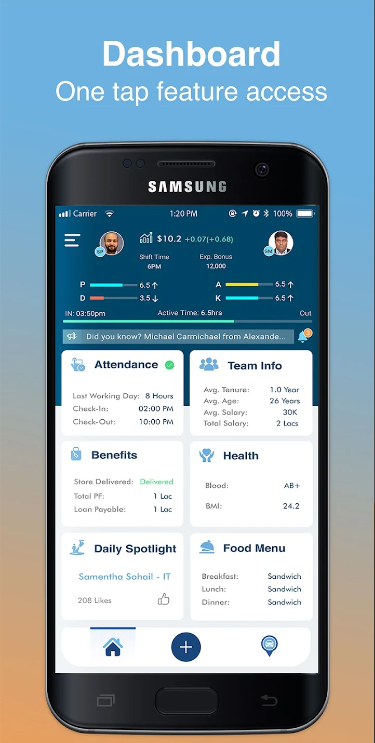 Dashboard
One tap feature access
SAMSUNG
Carrier 1:20 PM 100%
$10.2 +0.07(+0.68)
Shift Time Exp. Bonus
6PM 12,000
P 6.5↑ A 6.5↑
D 3.5↓ K 6.5↑
IN: 03:50pm Active Time: 6.5hrs Out
Did you know? Michael Carmichael from Alexande...
Attendance
Last Working Day: 8 Hours
Check-In: 02:00 PM
Check-Out: 10:00 PM
Team Info
Avg. Tenure: 1.0 Year
Avg. Age: 26 Years
Avg. Salary: 30K
Total Salary: 2 Lacs
Benefits
Store Delivered: Delivered
Total PF: 1 Lac
Loan Payable: 1 Lac
Health
Blood: AB+
BMI: 24.2
Daily Spotlight
Samentha Sohail - IT
208 Likes
Food Menu
Breakfast: Sandwich
Lunch: Sandwich
Dinner: Sandwich